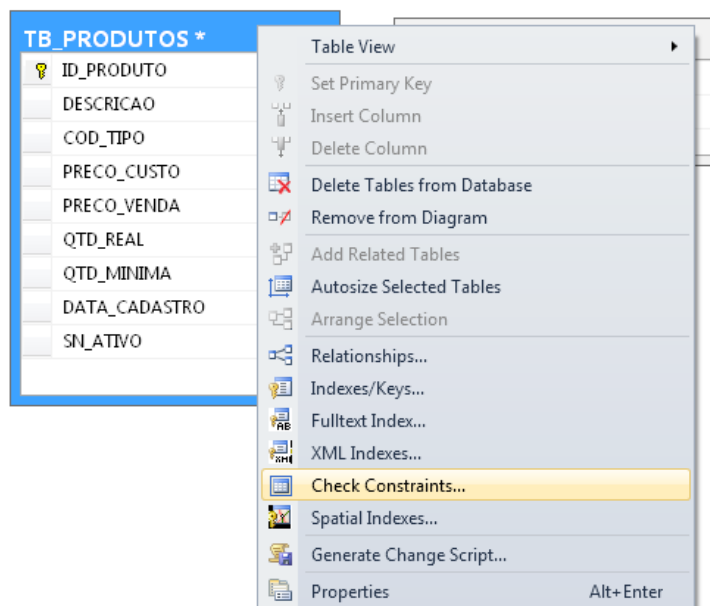 TB_PRODUTOS *
ID_PRODUTO
DESCRICAO
COD_TIPO
PRECO_CUSTO
PRECO_VENDA
QTD_REAL
QTD_MINIMA
DATA_CADASTRO
SN_ATIVO
Table View
Set Primary Key
Insert Column
Delete Column
Delete Tables from Database
Remove from Diagram
Add Related Tables
Autosize Selected Tables
Arrange Selection
Relationships...
Indexes/Keys...
Fulltext Index...
XML Indexes...
Check Constraints...
Spatial Indexes...
Generate Change Script...
Properties Alt+Enter